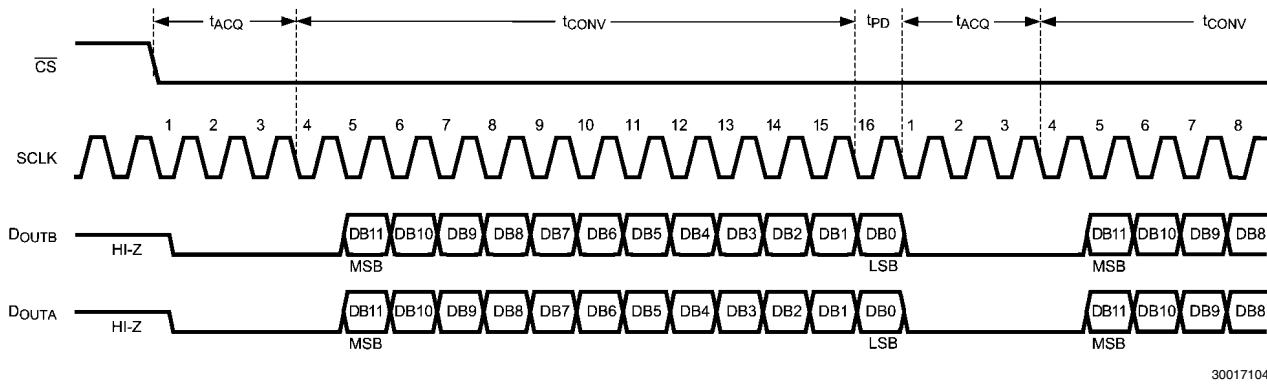 tACQ tCONV tPD tACQ tCONV
CS
1 2 3 4 5 6 7 8 9 10 11 12 13 14 15 16 1 2 3 4 5 6 7 8
SCLK
DOUTB HI-Z DB11 DB10 DB9 DB8 DB7 DB6 DB5 DB4 DB3 DB2 DB1 DB0 DB11 DB10 DB9 DB8
MSB LSB MSB
DOUTA HI-Z DB11 DB10 DB9 DB8 DB7 DB6 DB5 DB4 DB3 DB2 DB1 DB0 DB11 DB10 DB9 DB8
MSB LSB MSB
30017104